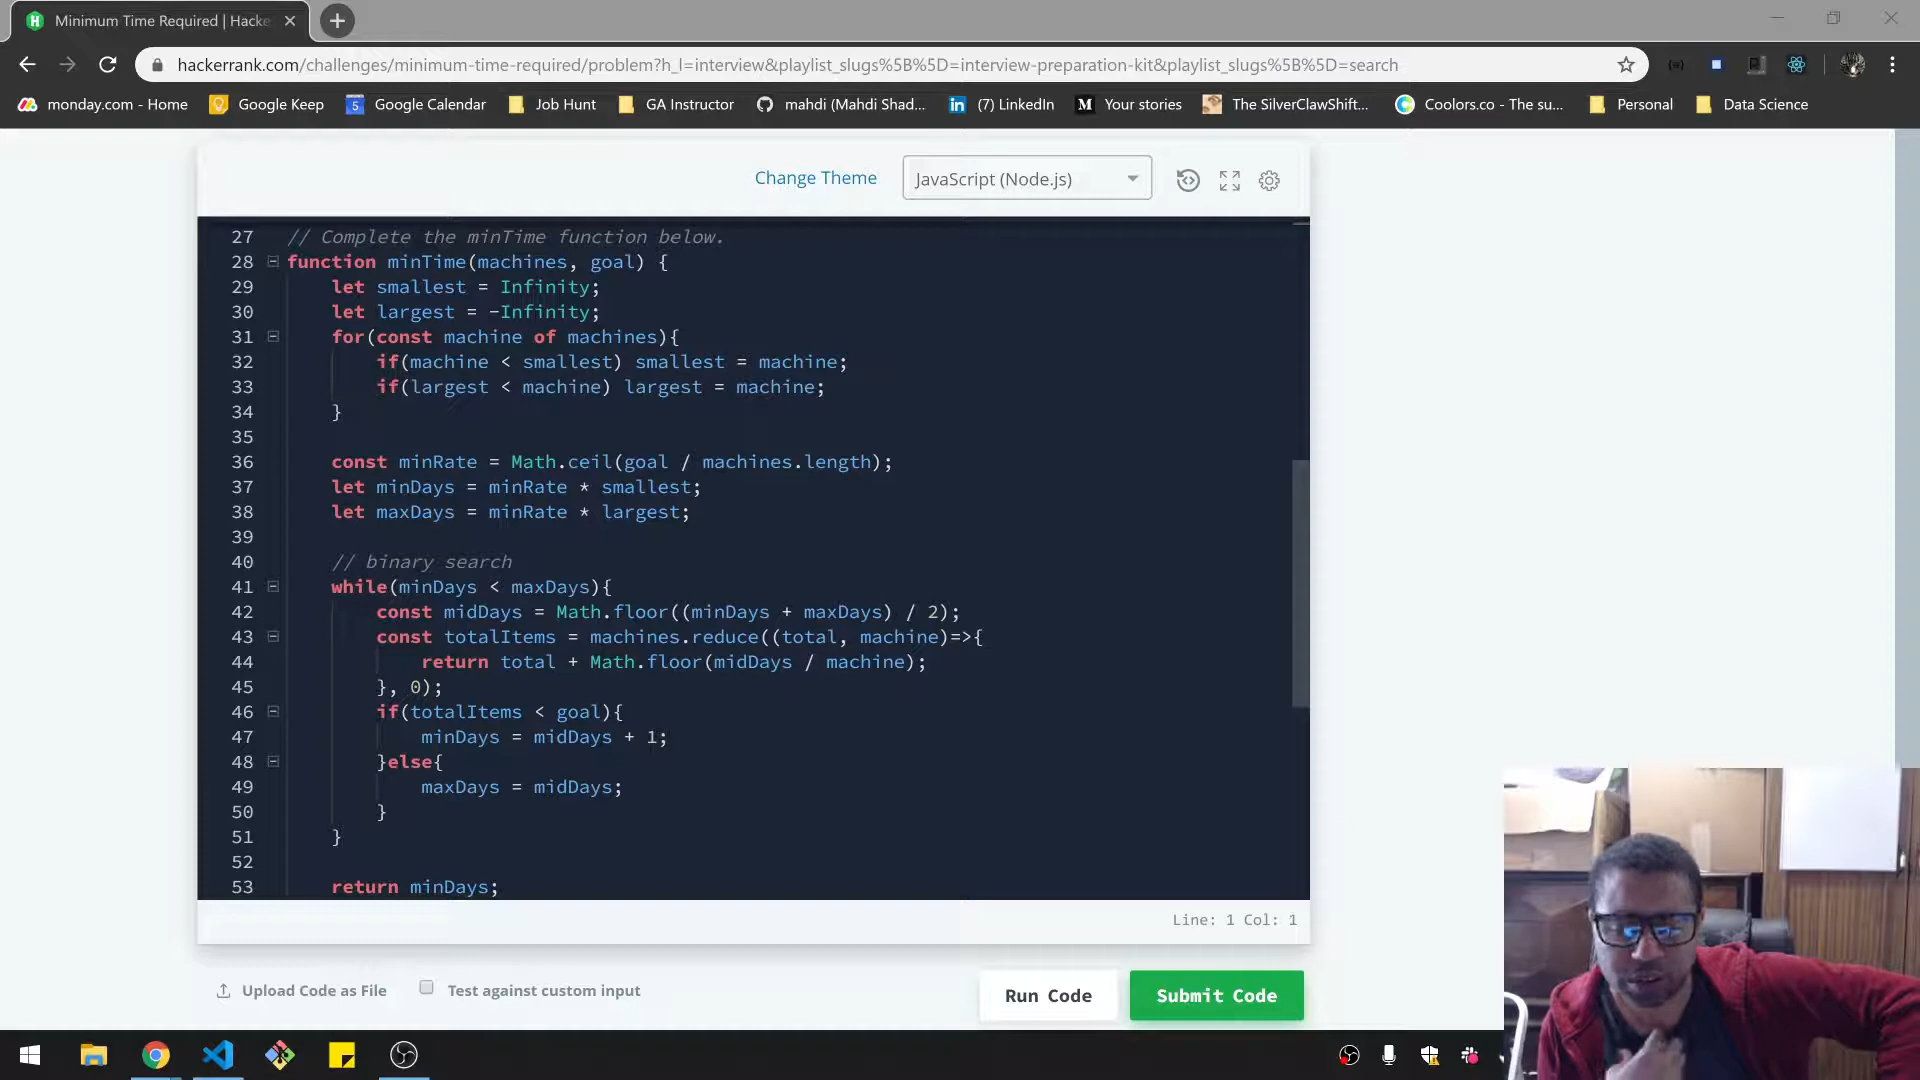 Minimum Time Required | Hacke
hackerrank.com/challenges/minimum-time-required/problem?h_l=interview&playlist_slugs%5B%5D=interview-preparation-kit&playlist_slugs%5B%5D=search
monday.com - Home Google Keep 5 Google Calendar Job Hunt GA Instructor mahdi (Mahdi Shad... in (7) LinkedIn M Your stories The SilverClawShift... Coolors.co - The su... Personal Data Science
Change Theme JavaScript (Node.js)
27 // Complete the minTime function below.
28 function minTime(machines, goal) {
29 let smallest = Infinity;
30 let largest = -Infinity;
31 for(const machine of machines){
32 if(machine < smallest) smallest = machine;
33 if(largest < machine) largest = machine;
34 }
35
36 const minRate = Math.ceil(goal / machines.length);
37 let minDays = minRate * smallest;
38 let maxDays = minRate * largest;
39
40 // binary search
41 while(minDays < maxDays){
42 const midDays = Math.floor((minDays + maxDays) / 2);
43 const totalItems = machines.reduce((total, machine)=>{
44 return total + Math.floor(midDays / machine);
45 }, 0);
46 if(totalItems < goal){
47 minDays = midDays + 1;
48 }else{
49 maxDays = midDays;
50 }
51 }
52
53 return minDays;
Line: 1 Col: 1
Upload Code as File Test against custom input Run Code Submit Code